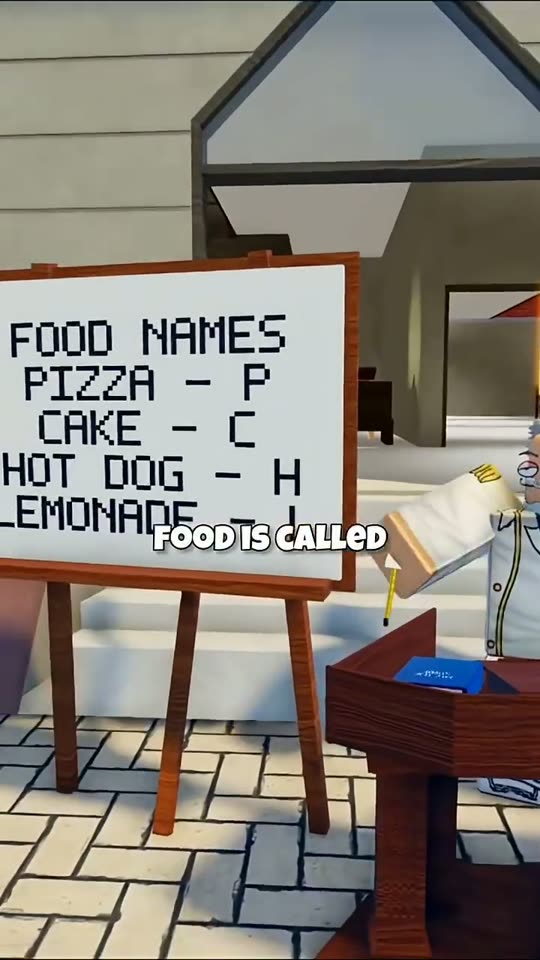 FOOD NAMES
PIZZA – P
CAKE – C
HOT DOG – H
LEMONADE – L
FOOD IS CALLED